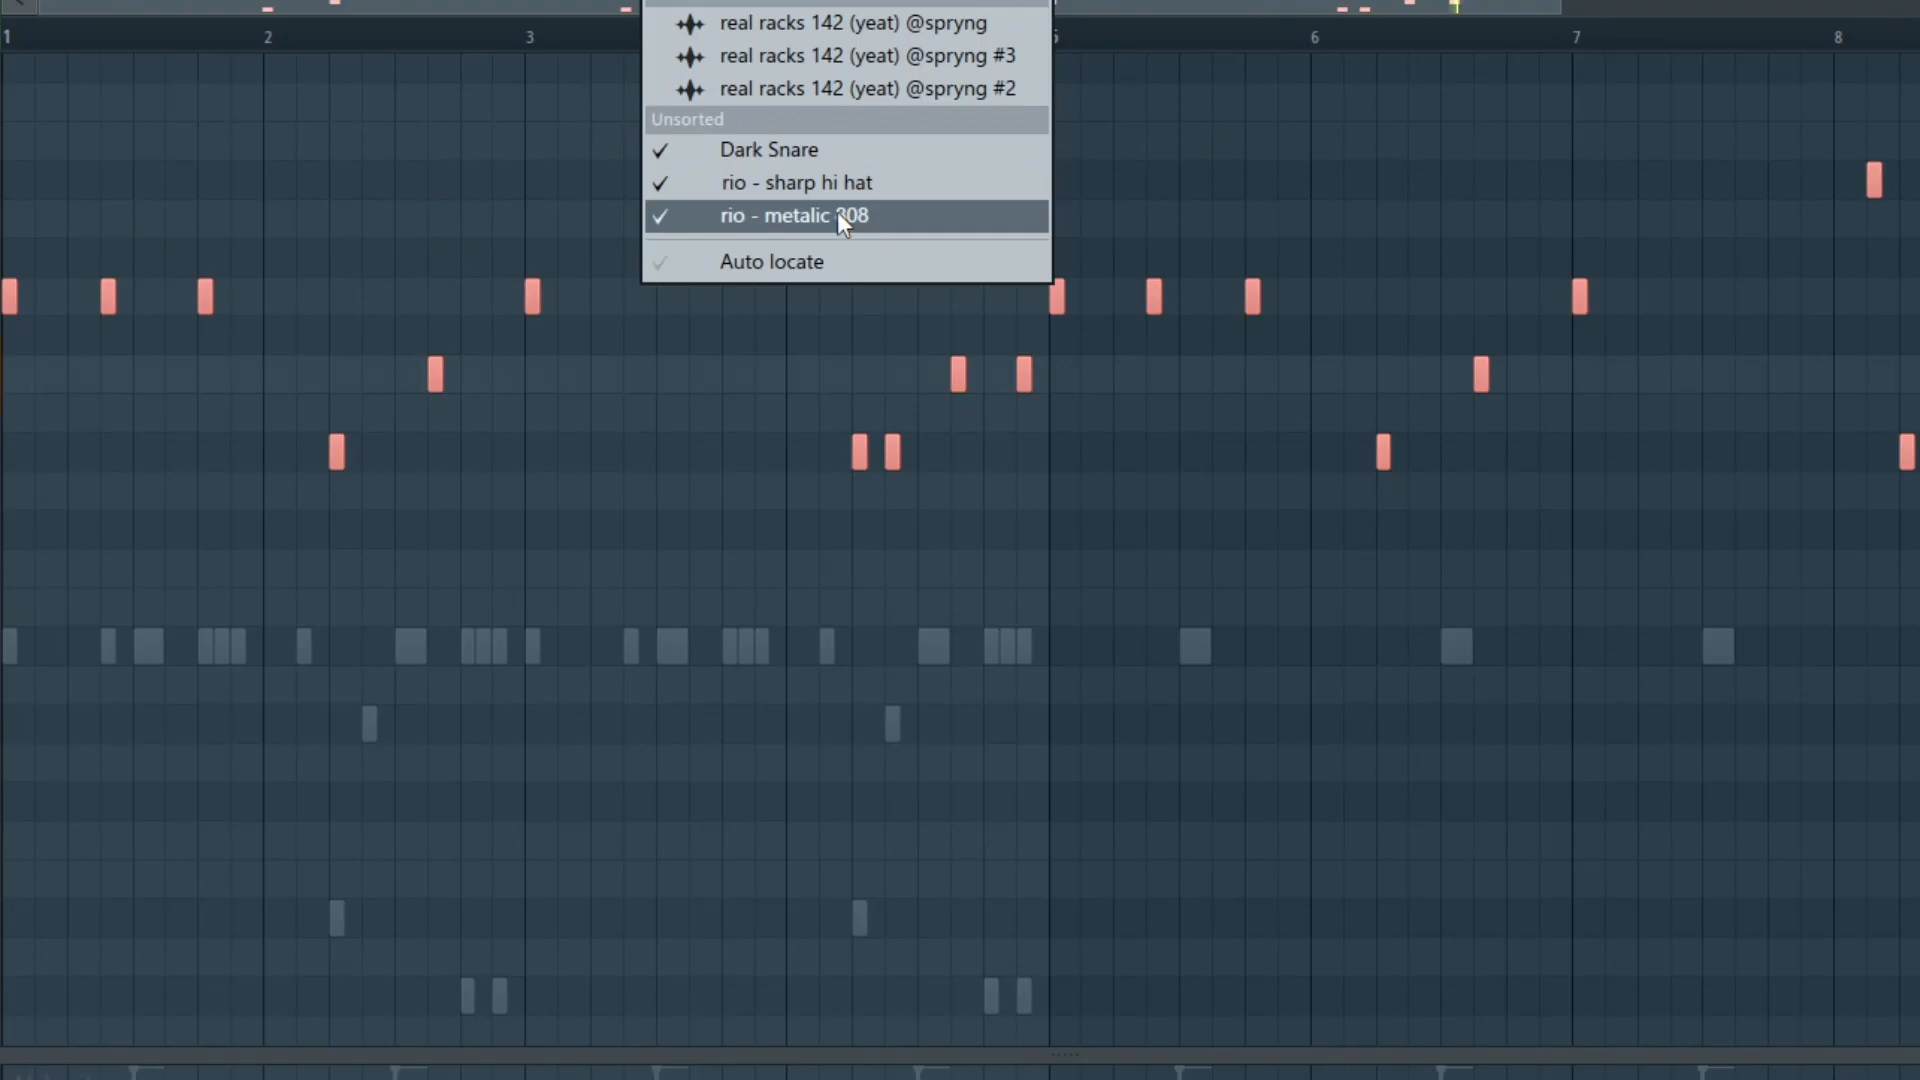 1 2 3 6 7 8
real racks 142 (yeat) @spryng
real racks 142 (yeat) @spryng #3
real racks 142 (yeat) @spryng #2
Unsorted
Dark Snare
rio - sharp hi hat
rio - metalic 808
Auto locate